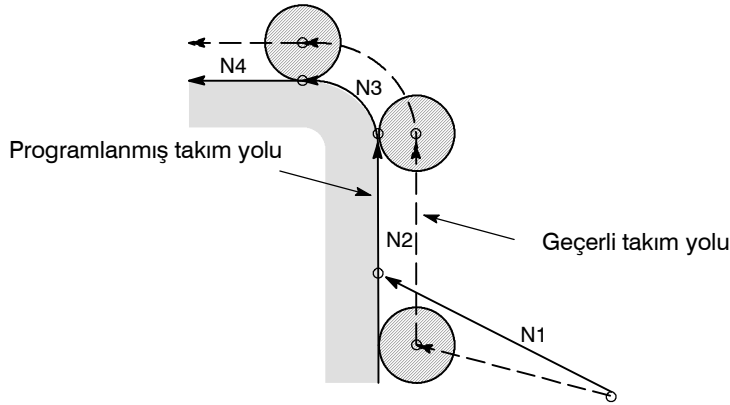 N4
N3
Programlanmış takım yolu
N2
Geçerli takım yolu
N1